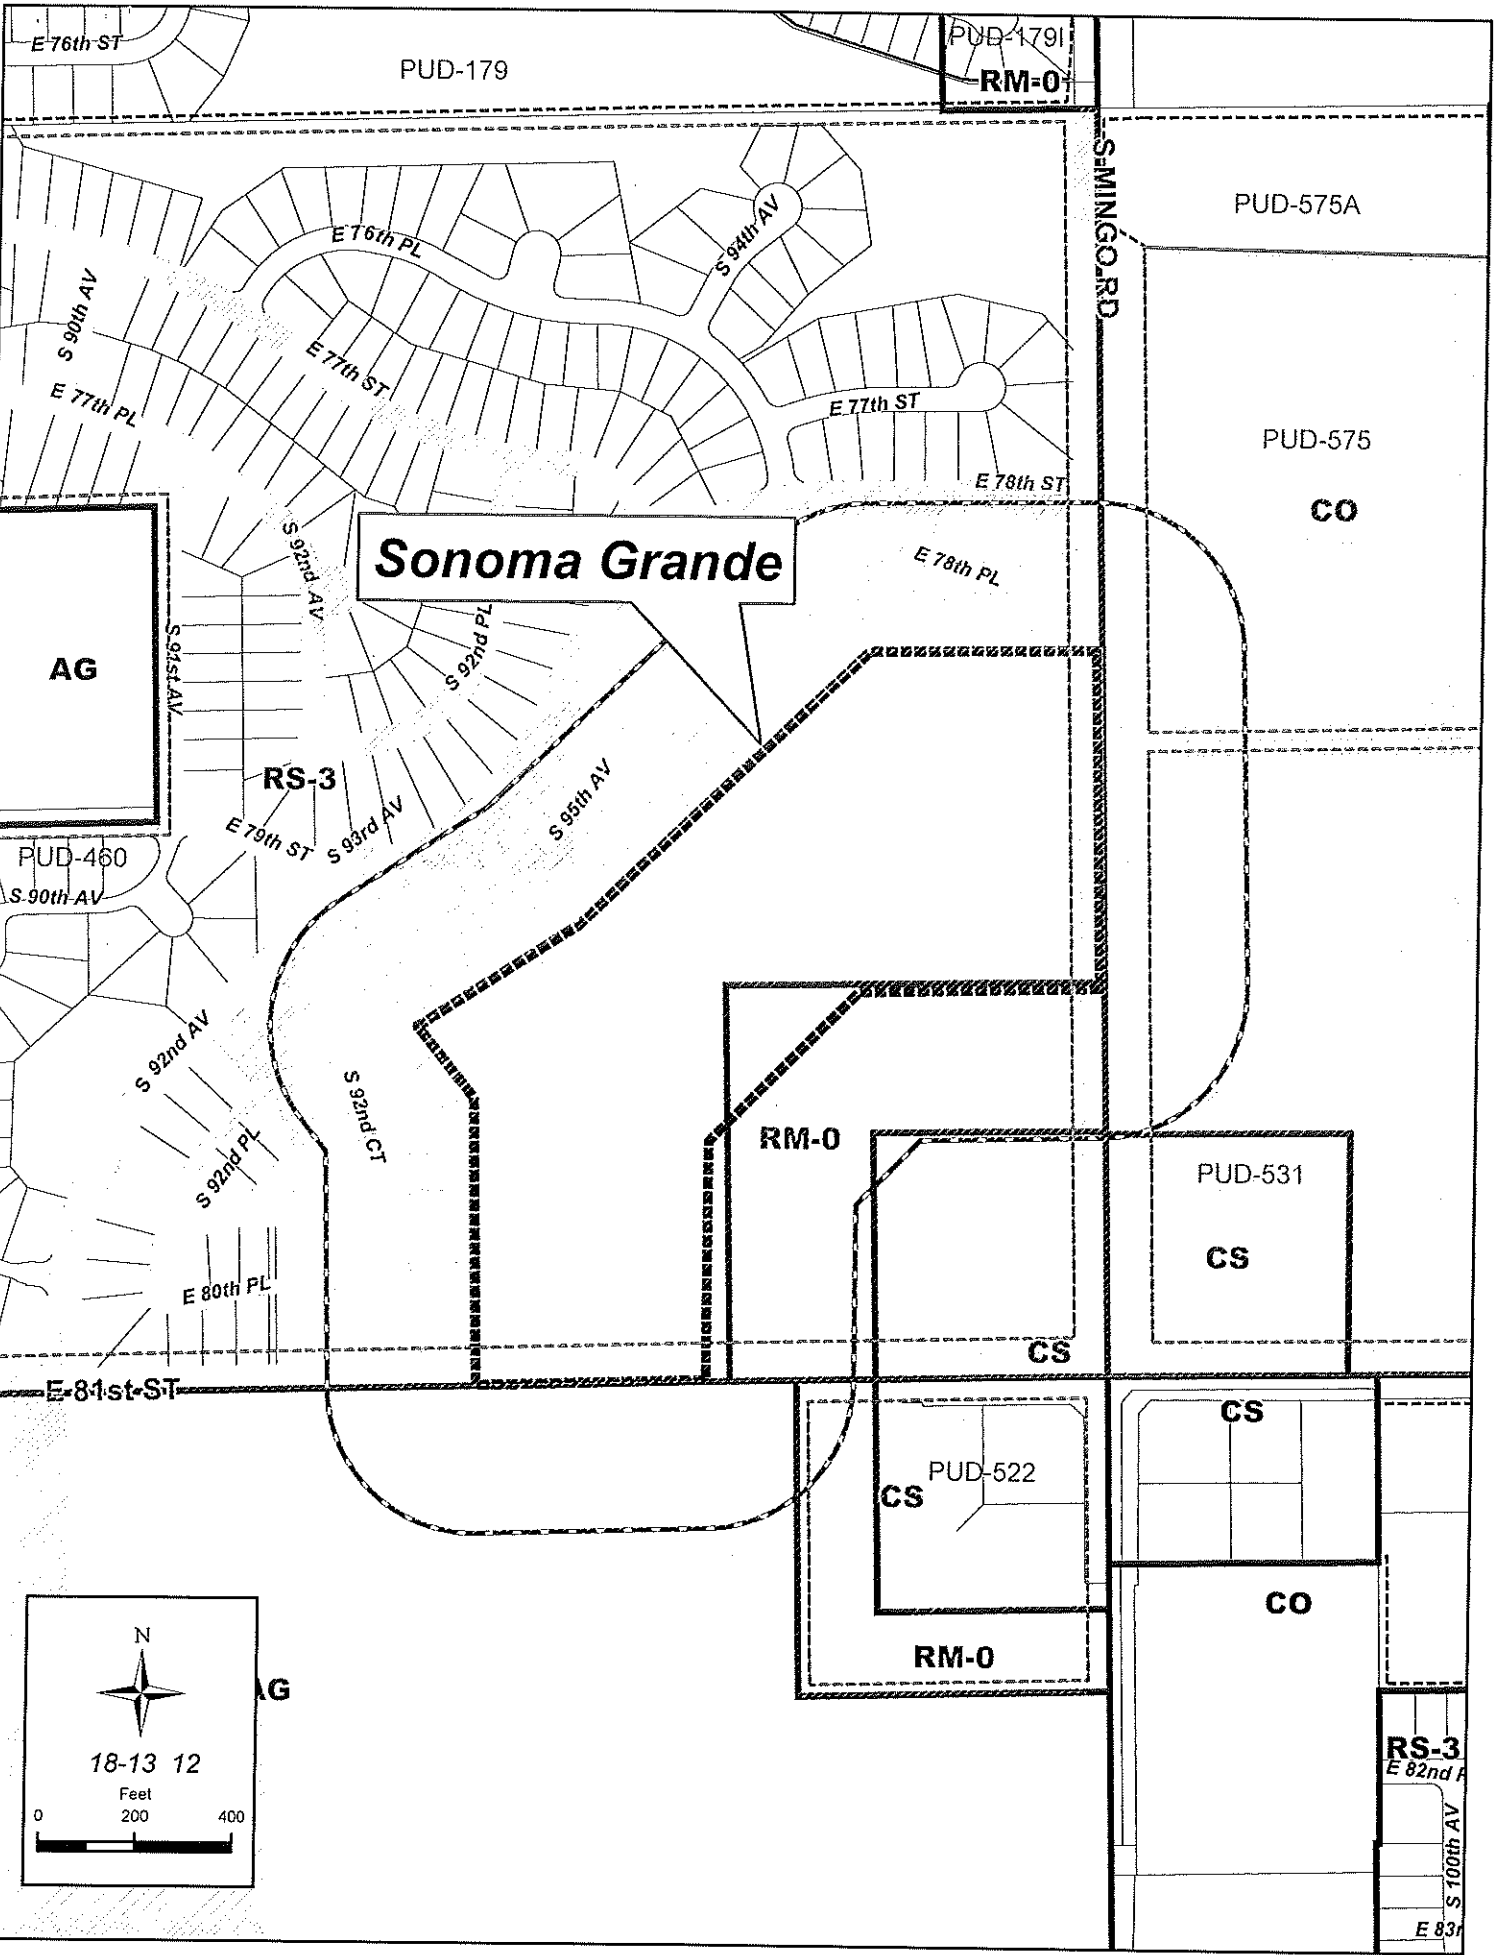 E 76th ST
PUD-179
PUD-179I
RM-0
S MINGO RD
PUD-575A
E 76th PL
S 94th AV
S 90th AV
E 77th ST
E 77th PL
E 77th ST
PUD-575
E 78th ST
CO
S 92nd AV
Sonoma Grande
E 78th PL
AG
S 91st AV
S 92nd PL
RS-3
S 95th AV
E 79th ST
S 93rd AV
PUD-460
S 90th AV
S 92nd AV
S 92nd CT
RM-0
S 92nd PL
PUD-531
CS
E 80th PL
CS
E 81st ST
CS
PUD-522
CS
CO
RM-0
N
AG
18-13 12
Feet
0 200 400
RS-3
E 82nd P
S 100th AV
E 83r